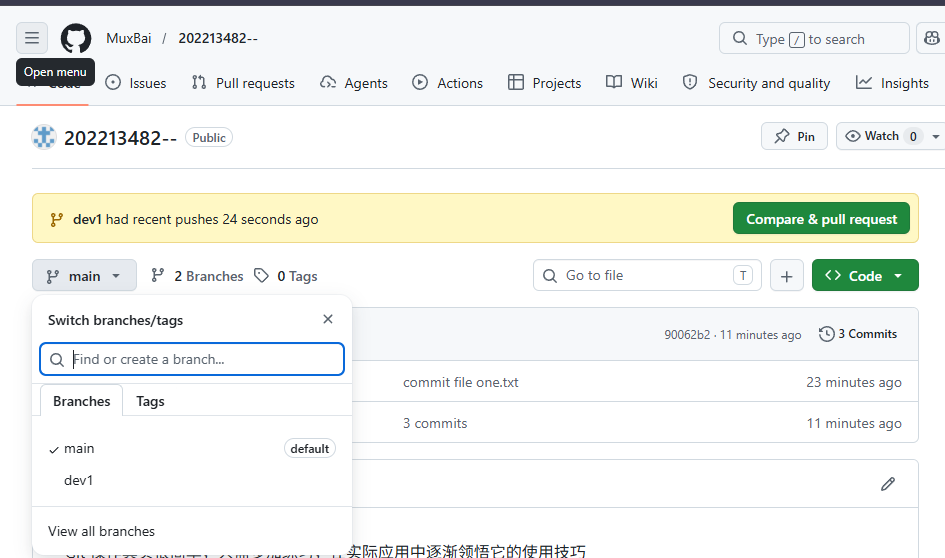 MuxBai / 202213482--
Type / to search
Open menu
Code
Issues
Pull requests
Agents
Actions
Projects
Wiki
Security and quality
Insights
202213482--
Public
Pin
Watch 0
dev1 had recent pushes 24 seconds ago
Compare & pull request
main
2 Branches
0 Tags
Go to file
T
Code
Switch branches/tags
Find or create a branch...
Branches
Tags
main
default
dev1
View all branches
90062b2 · 11 minutes ago
3 Commits
commit file one.txt
23 minutes ago
3 commits
11 minutes ago
实际应用中逐渐领悟它的使用技巧